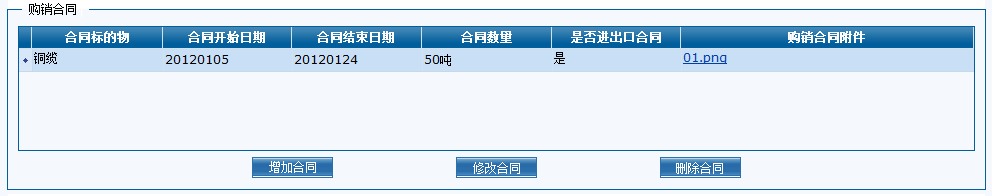 购销合同
合同标的物 合同开始日期 合同结束日期 合同数量 是否进出口合同 购销合同附件
铜缆 20120105 20120124 50吨 是 01.png
增加合同 修改合同 删除合同